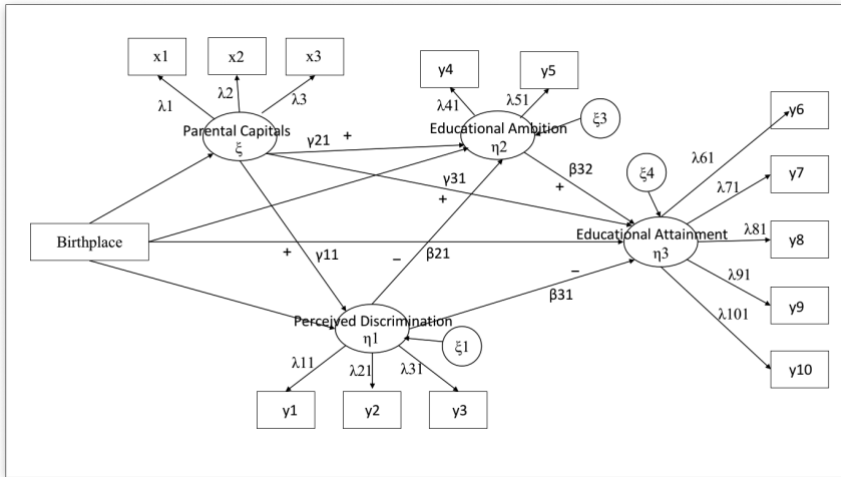 x1
x2
x3
λ1
λ2
λ3
Parental Capitals
ξ
y4
y5
λ41
λ51
Educational Ambition
η2
ξ3
γ21
+
γ31
+
β32
+
ξ4
y6
λ61
y7
λ71
y8
λ81
Educational Attainment
η3
y9
λ91
y10
λ101
Birthplace
+
γ11
−
β21
−
β31
Perceived Discrimination
η1
ξ1
λ11
λ21
λ31
y1
y2
y3